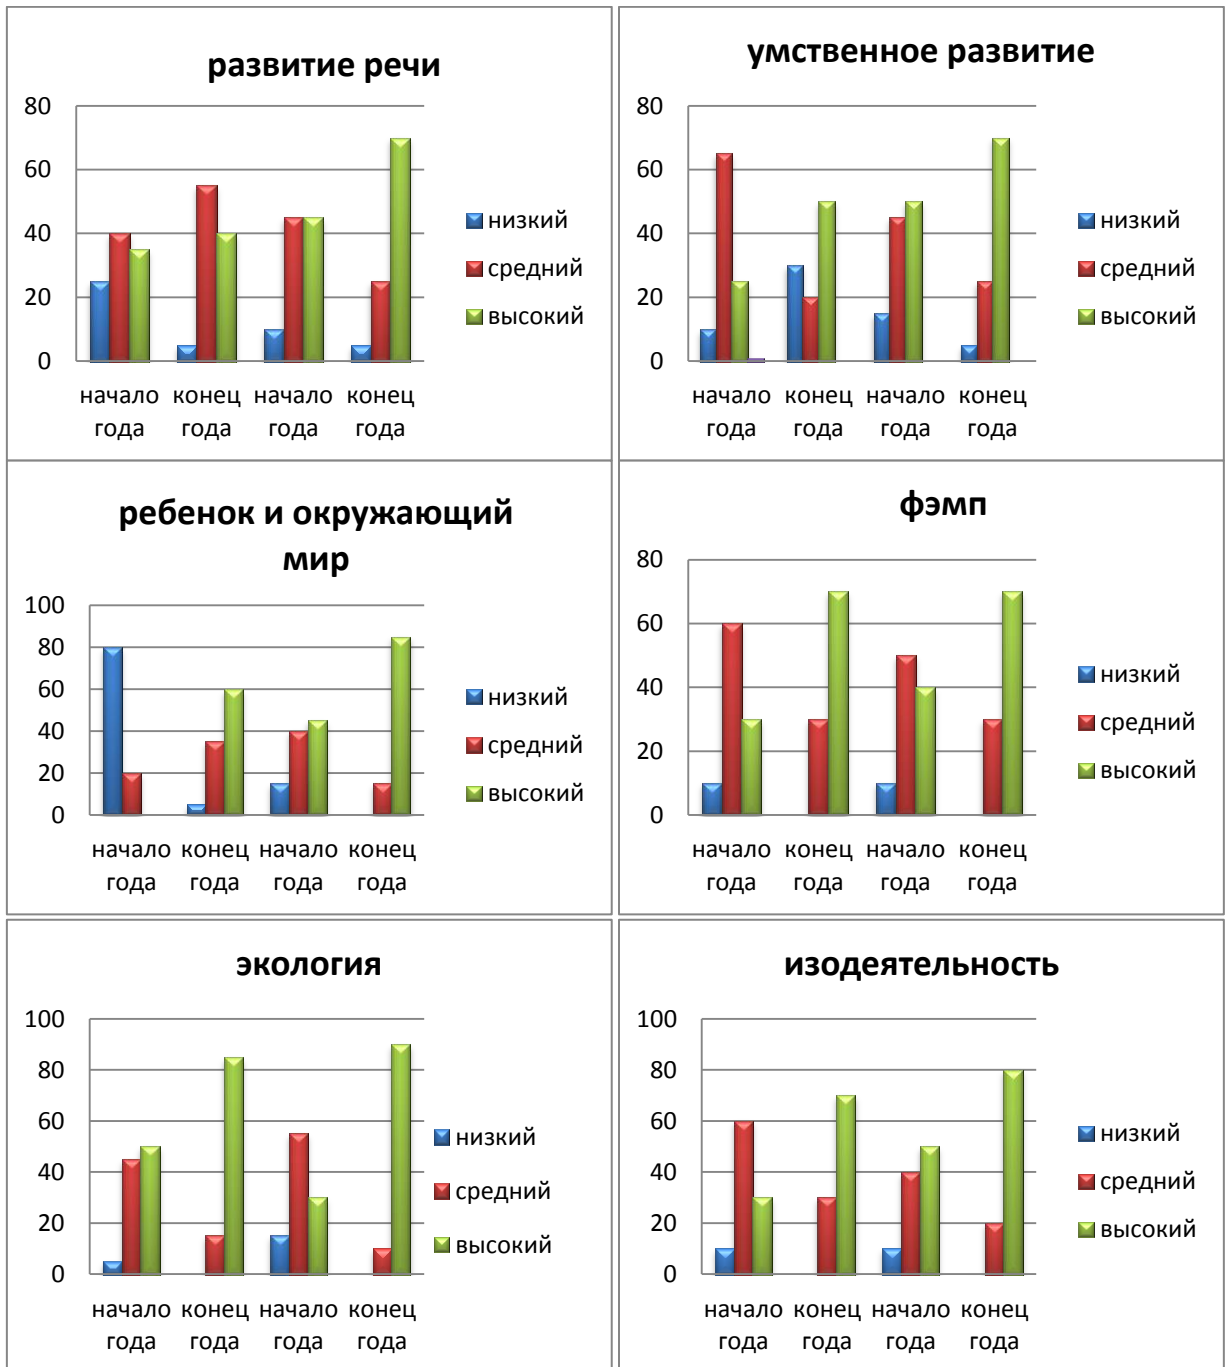 развитие речи
80
60
40
20
0
начало конец начало конец
года года года года
низкий
средний
высокий
умственное развитие
80
60
40
20
0
начало конец начало конец
года года года года
низкий
средний
высокий
ребенок и окружающий
мир
100
80
60
40
20
0
начало конец начало конец
года года года года
низкий
средний
высокий
фэмп
80
60
40
20
0
начало конец начало конец
года года года года
низкий
средний
высокий
экология
100
80
60
40
20
0
начало конец начало конец
года года года года
низкий
средний
высокий
изодеятельность
100
80
60
40
20
0
начало конец начало конец
года года года года
низкий
средний
высокий